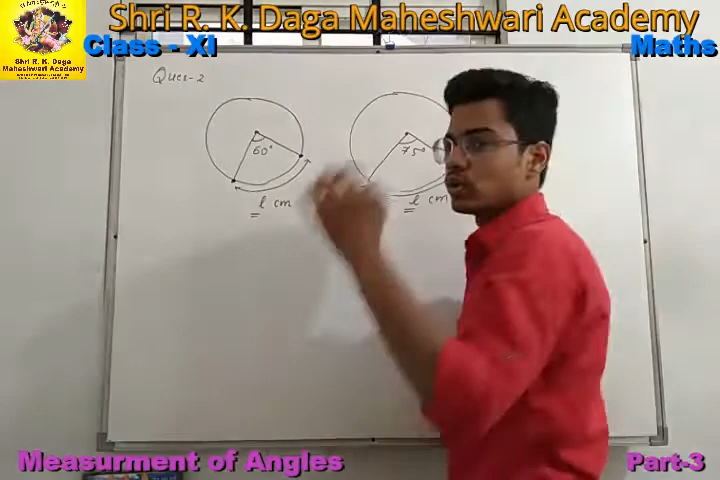 Shri R. K. Daga Maheshwari Academy
Shri R. K. Daga
Maheshwari Academy
Class - XI
Maths
Ques-2
60°
75°
l cm
l cm
Measurment of Angles
Part-3